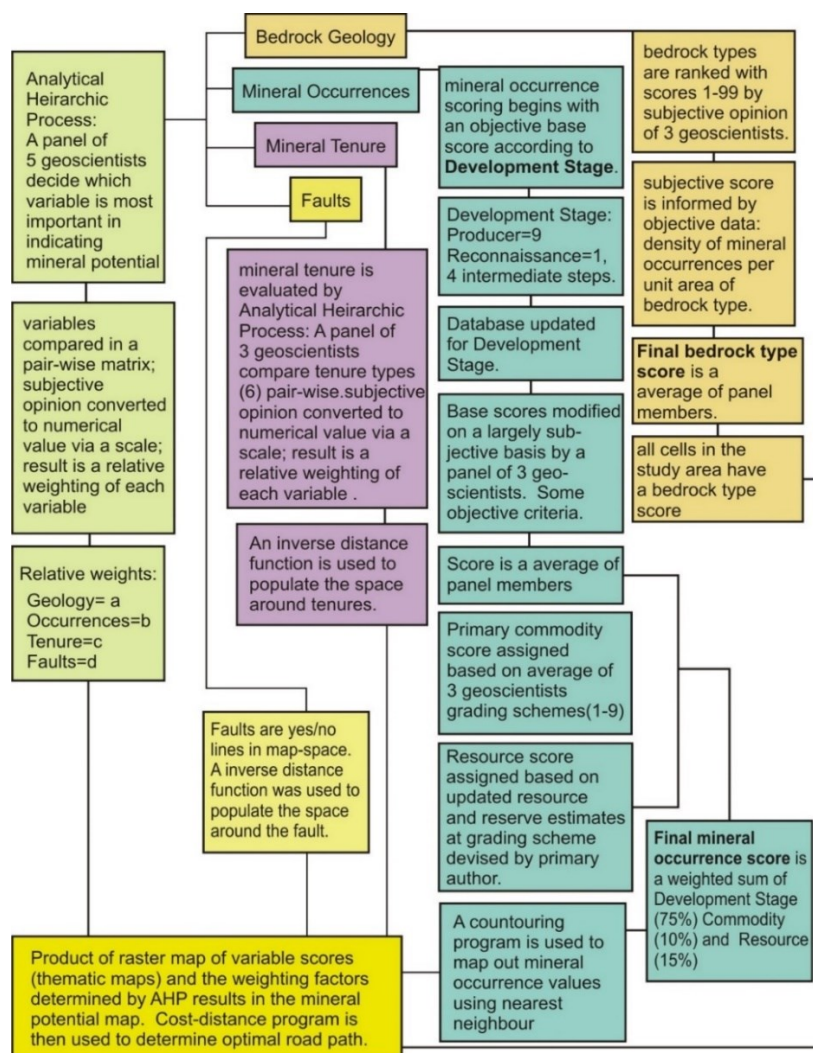 Analytical
Heirarchic
Process:
A panel of
5 geoscientists
decide which
variable is most
important in
indicating
mineral potential
variables
compared in a
pair-wise matrix;
subjective
opinion converted
to numerical
value via a scale;
result is a relative
weighting of each
variable
Relative weights:
Geology= a
Occurrences=b
Tenure=c
Faults=d
Bedrock Geology
Mineral Occurrences
Mineral Tenure
Faults
mineral tenure is
evaluated by
Analytical Heirarchic
Process: A panel of
3 geoscientists
compare tenure types
(6) pair-wise.subjective
opinion converted to
numerical value via a
scale; result is a
relative weighting of
each variable .
An inverse distance
function is used to
populate the space
around tenures.
Faults are yes/no
lines in map-space.
A inverse distance
function was used to
populate the space
around the fault.
mineral occurrence
scoring begins with
an objective base
score according to
Development Stage.
Development Stage:
Producer=9
Reconnaissance=1,
4 intermediate steps.
Database updated
for Development
Stage.
Base scores modified
on a largely sub-
jective basis by a
panel of 3 geo-
scientists. Some
objective criteria.
Score is a average of
panel members
Primary commodity
score assigned
based on average of
3 geoscientists
grading schemes(1-9)
Resource score
assigned based on
updated resource
and reserve estimates
at grading scheme
devised by primary
author.
bedrock types
are ranked with
scores 1-99 by
subjective opinion
of 3 geoscientists.
subjective score
is informed by
objective data:
density of mineral
occurrences per
unit area of
bedrock type.
Final bedrock type
score is a
average of panel
members.
all cells in the
study area have
a bedrock type
score
Final mineral
occurrence score is
a weighted sum of
Development Stage
(75%) Commodity
(10%) and Resource
(15%)
A countouring
program is used to
map out mineral
occurrence values
using nearest
neighbour
Product of raster map of variable scores
(thematic maps) and the weighting factors
determined by AHP results in the mineral
potential map. Cost-distance program is
then used to determine optimal road path.